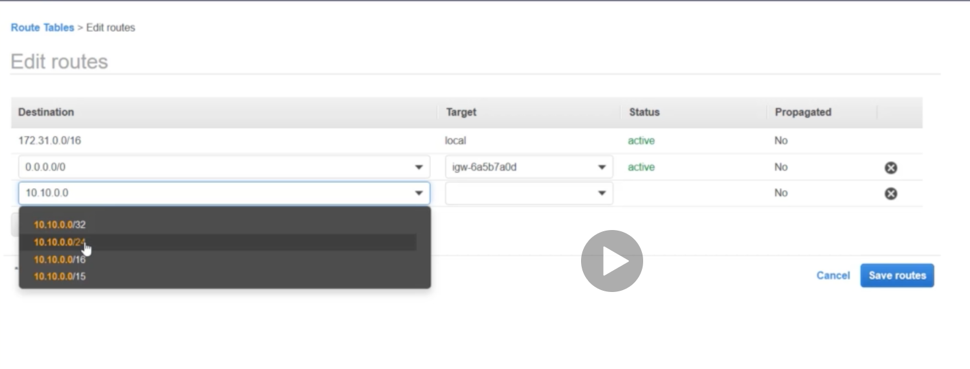 Route Tables > Edit routes
Edit routes
Destination Target Status Propagated
172.31.0.0/16 local active No
0.0.0.0/0 igw-6a5b7a0d active No
10.10.0.0 No
10.10.0.0/32
10.10.0.0/24
10.10.0.0/16
10.10.0.0/15
Cancel Save routes